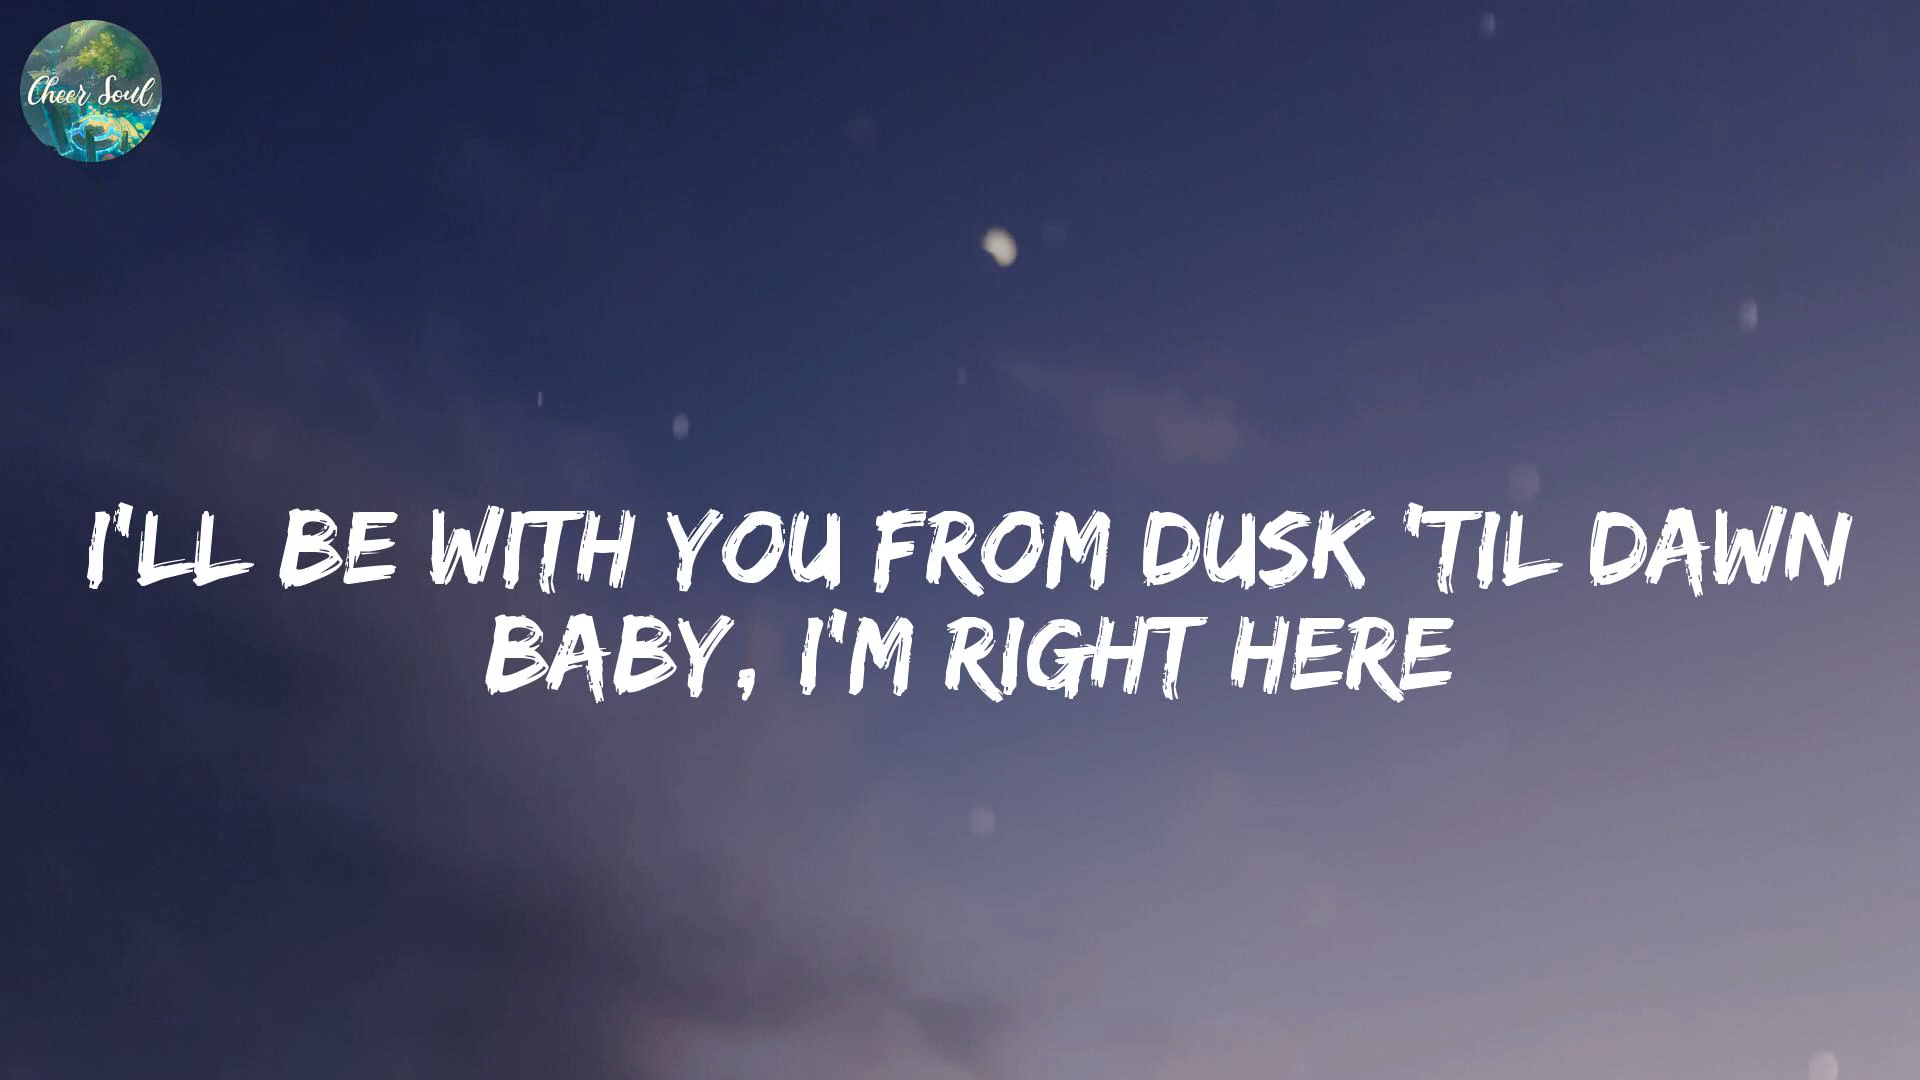 Cheer Soul
I'LL BE WITH YOU FROM DUSK 'TIL DAWN
BABY, I'M RIGHT HERE